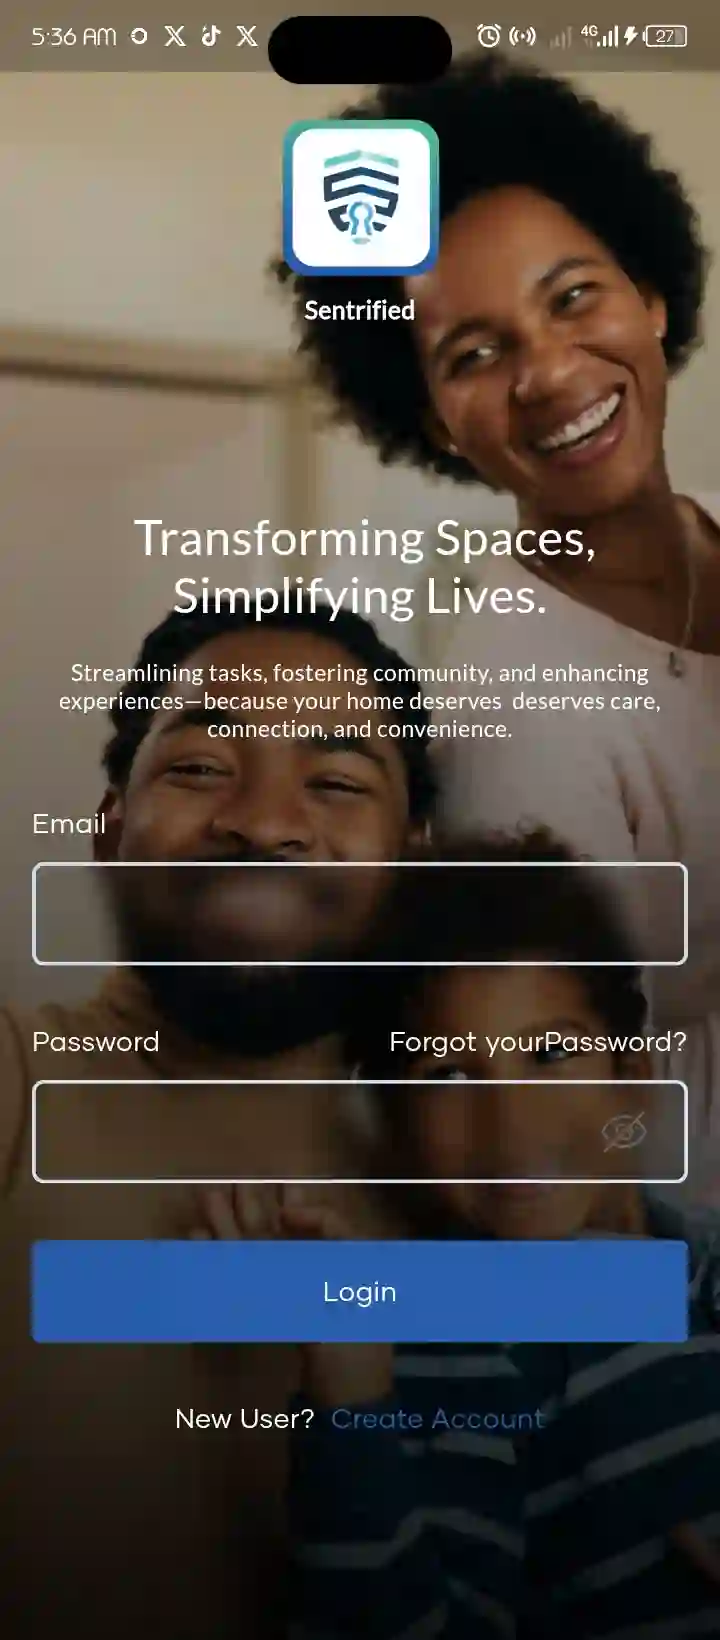 5:36 AM
4G
27
Sentrified
Transforming Spaces,
Simplifying Lives.
Streamlining tasks, fostering community, and enhancing
experiences—because your home deserves  deserves care,
connection, and convenience.
Email
Password
Forgot yourPassword?
Login
New User?  Create Account